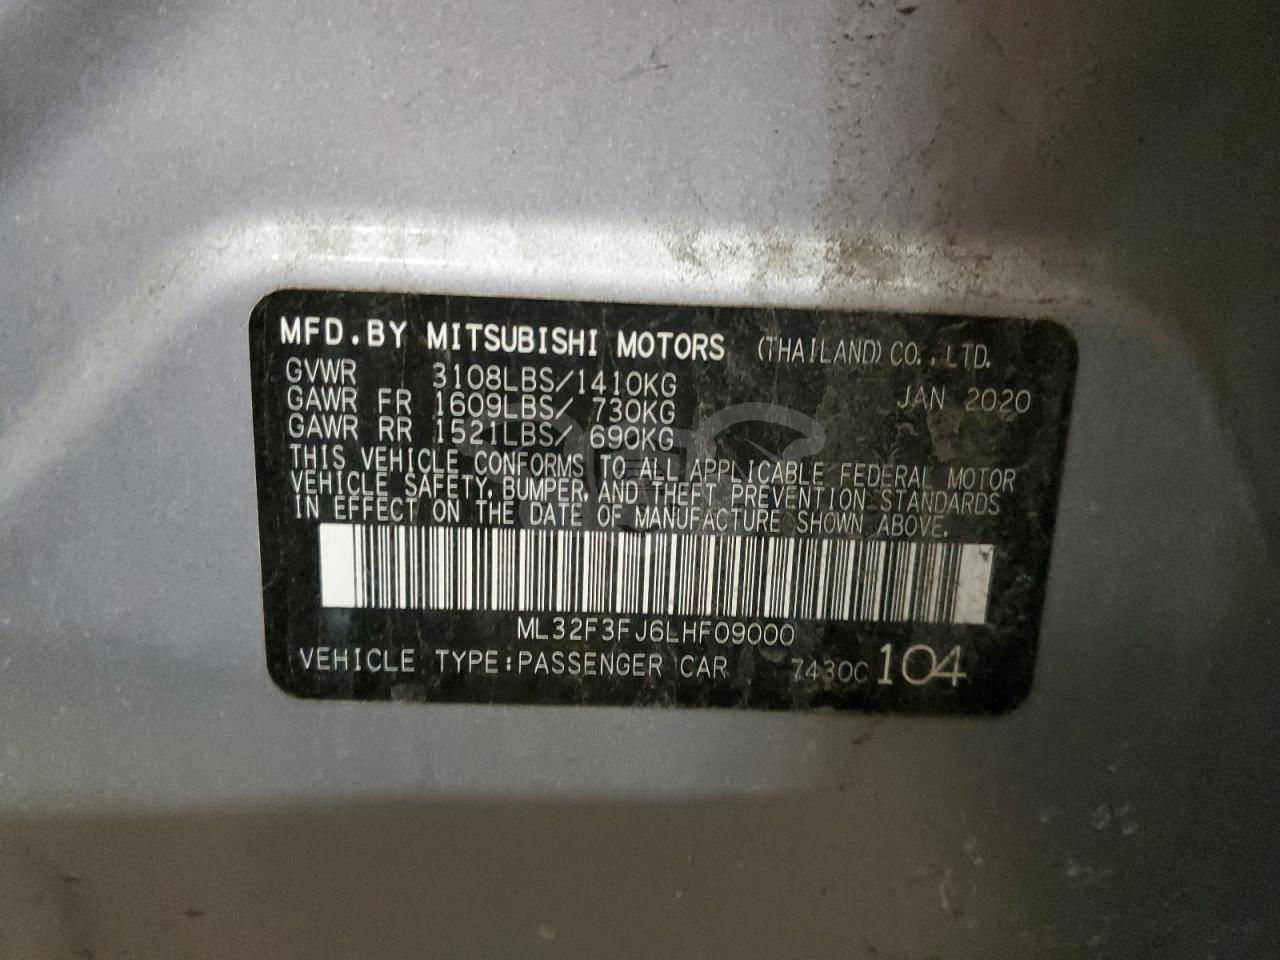 MFD.BY MITSUBISHI MOTORS (THAILAND) CO., LTD.
GVWR 3108LBS/1410KG JAN 2020
GAWR FR 1609LBS/ 730KG
GAWR RR 1521LBS/ 690KG
THIS VEHICLE CONFORMS TO ALL APPLICABLE FEDERAL MOTOR
VEHICLE SAFETY, BUMPER, AND THEFT PREVENTION STANDARDS
IN EFFECT ON THE DATE OF MANUFACTURE SHOWN ABOVE.
ML32F3FJ6LHF09000
VEHICLE TYPE:PASSENGER CAR 7430C 104